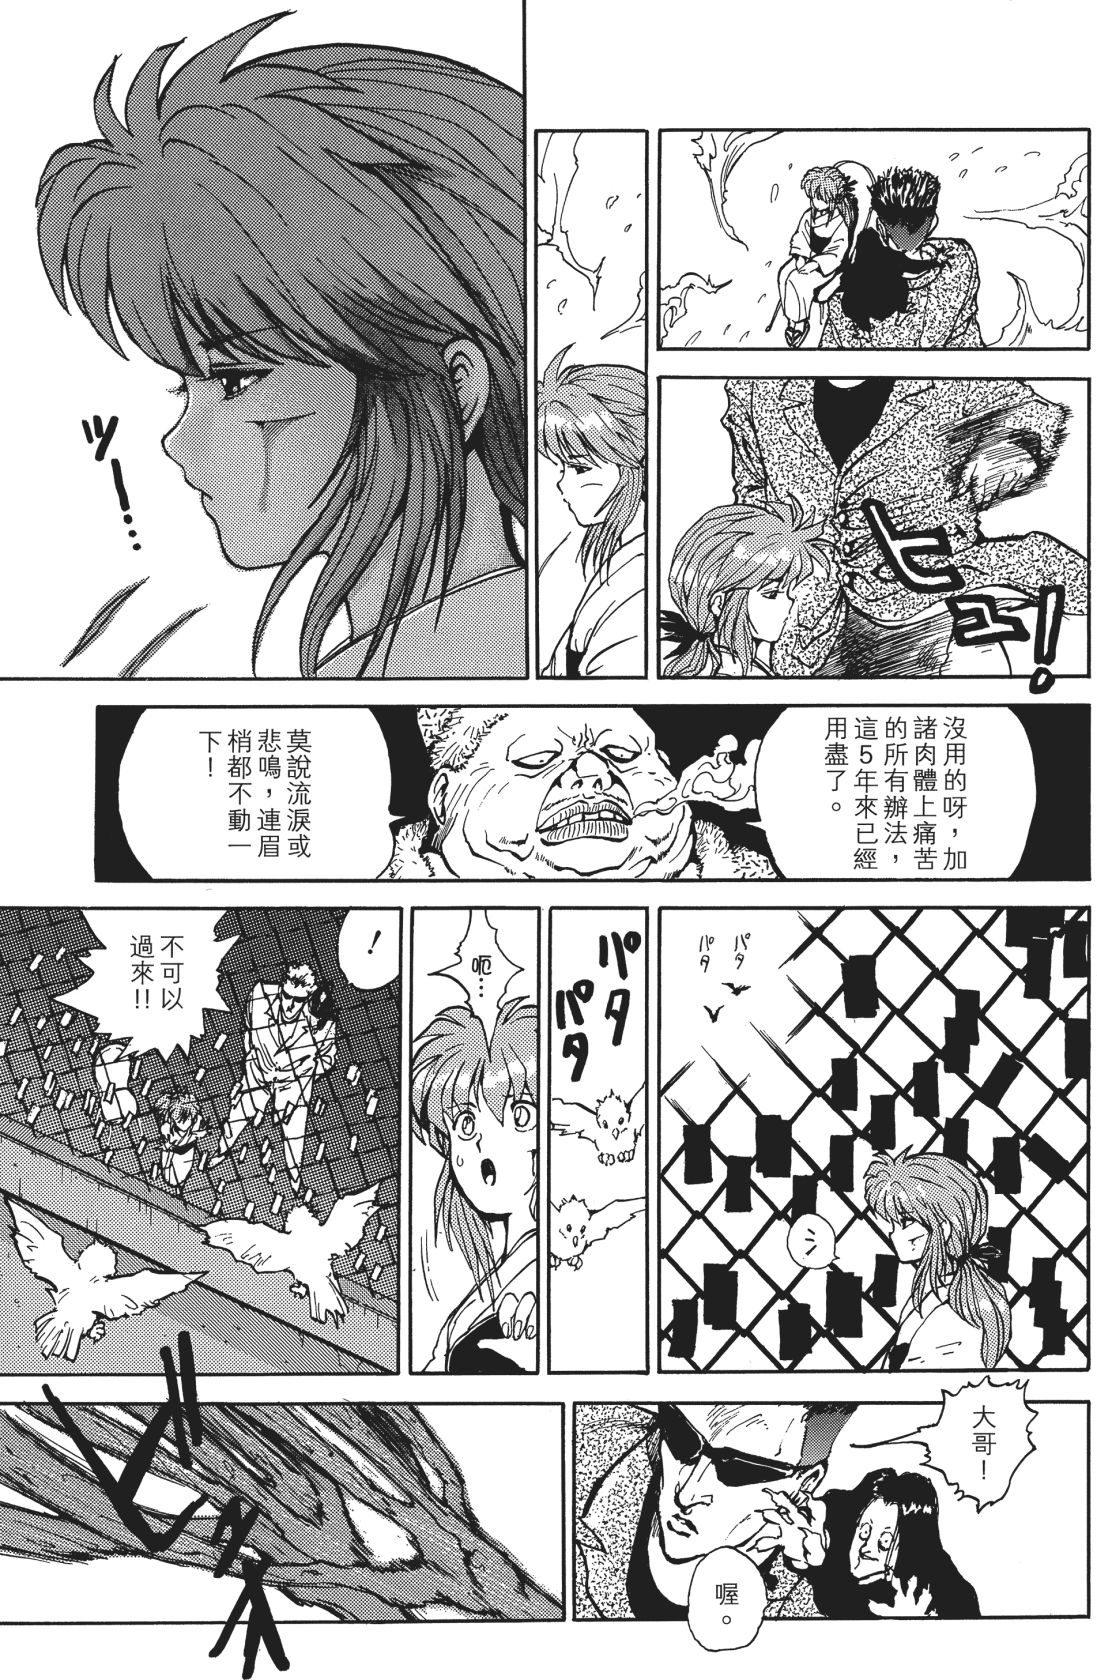 ヒュ!
ツー…
沒用的呀，加
諸肉體上痛苦
的所有辦法，
這5年來已經
用盡了。
莫說流淚或
悲鳴，連眉
梢都不動一
下！
パタ
パタ
ツ
パタ
パタ
呃…
！
不可以
過來!!
大哥！
喔。